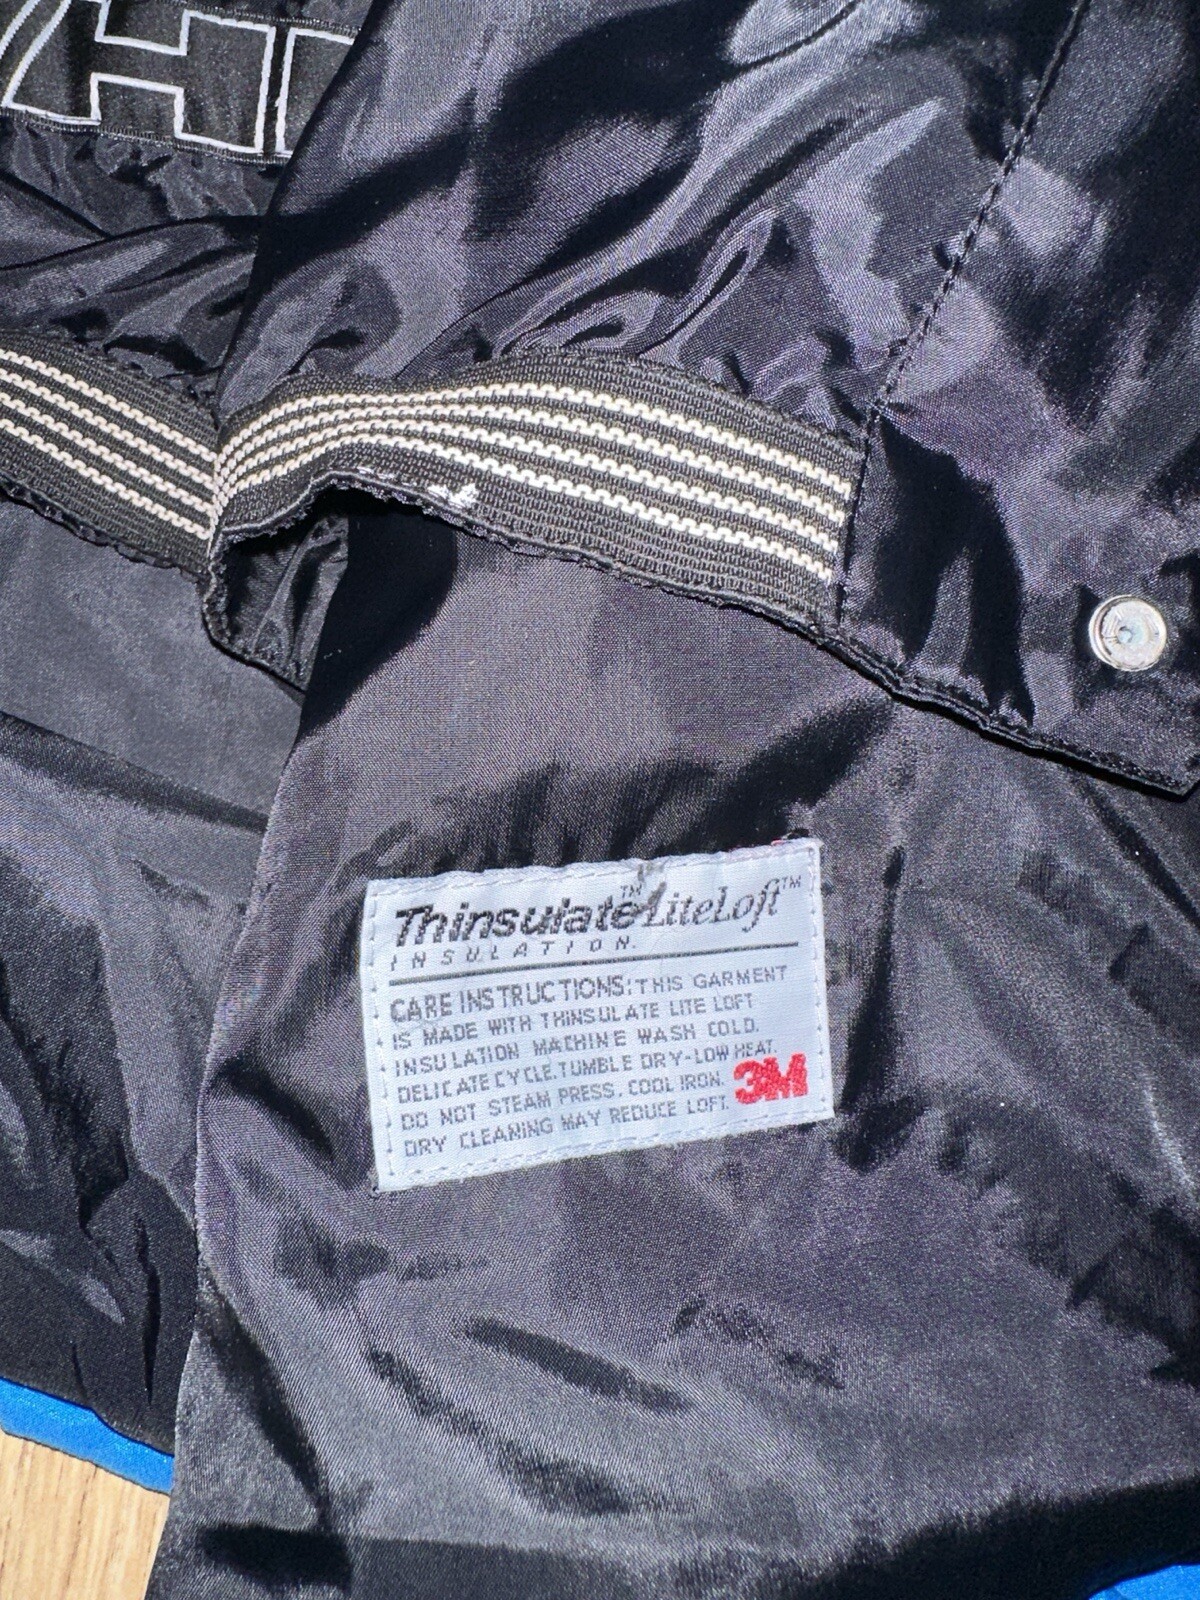 H
Thinsulate™ LiteLoft™
INSULATION.
CARE INSTRUCTIONS: THIS GARMENT
IS MADE WITH THINSULATE LITE LOFT
INSULATION MACHINE WASH COLD.
DELICATE CYCLE. TUMBLE DRY-LOW HEAT.
DO NOT STEAM PRESS. COOL IRON.
DRY CLEANING MAY REDUCE LOFT.
3M